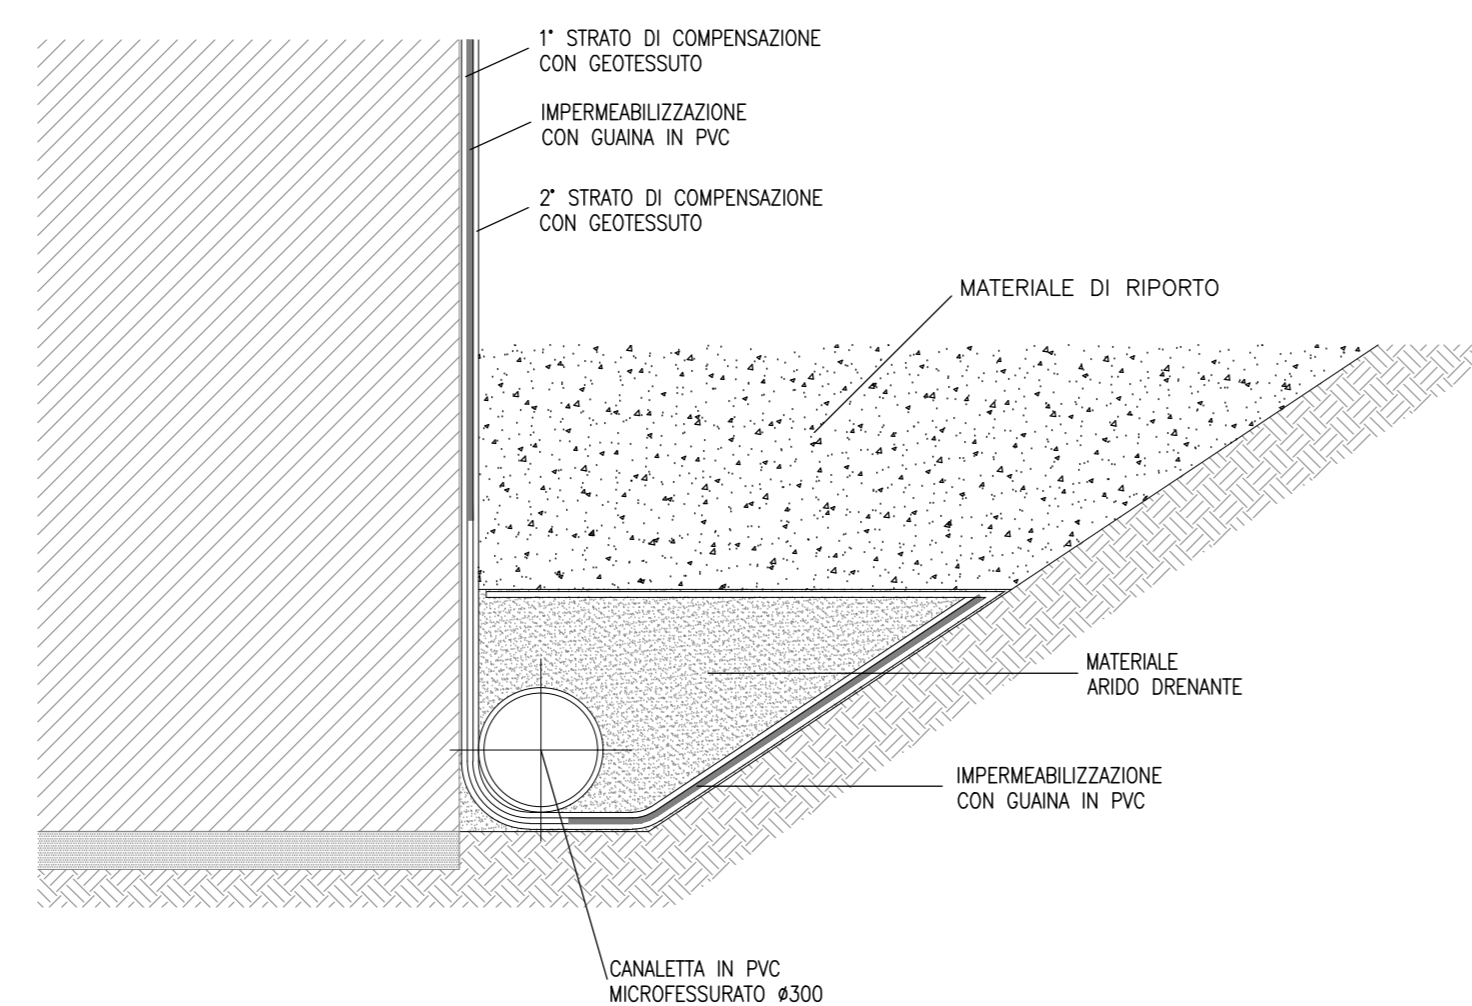 1° STRATO DI COMPENSAZIONE
CON GEOTESSUTO
IMPERMEABILIZZAZIONE
CON GUAINA IN PVC
2° STRATO DI COMPENSAZIONE
CON GEOTESSUTO
MATERIALE DI RIPORTO
MATERIALE
ARIDO DRENANTE
IMPERMEABILIZZAZIONE
CON GUAINA IN PVC
CANALETTA IN PVC
MICROFESSURATO ø300